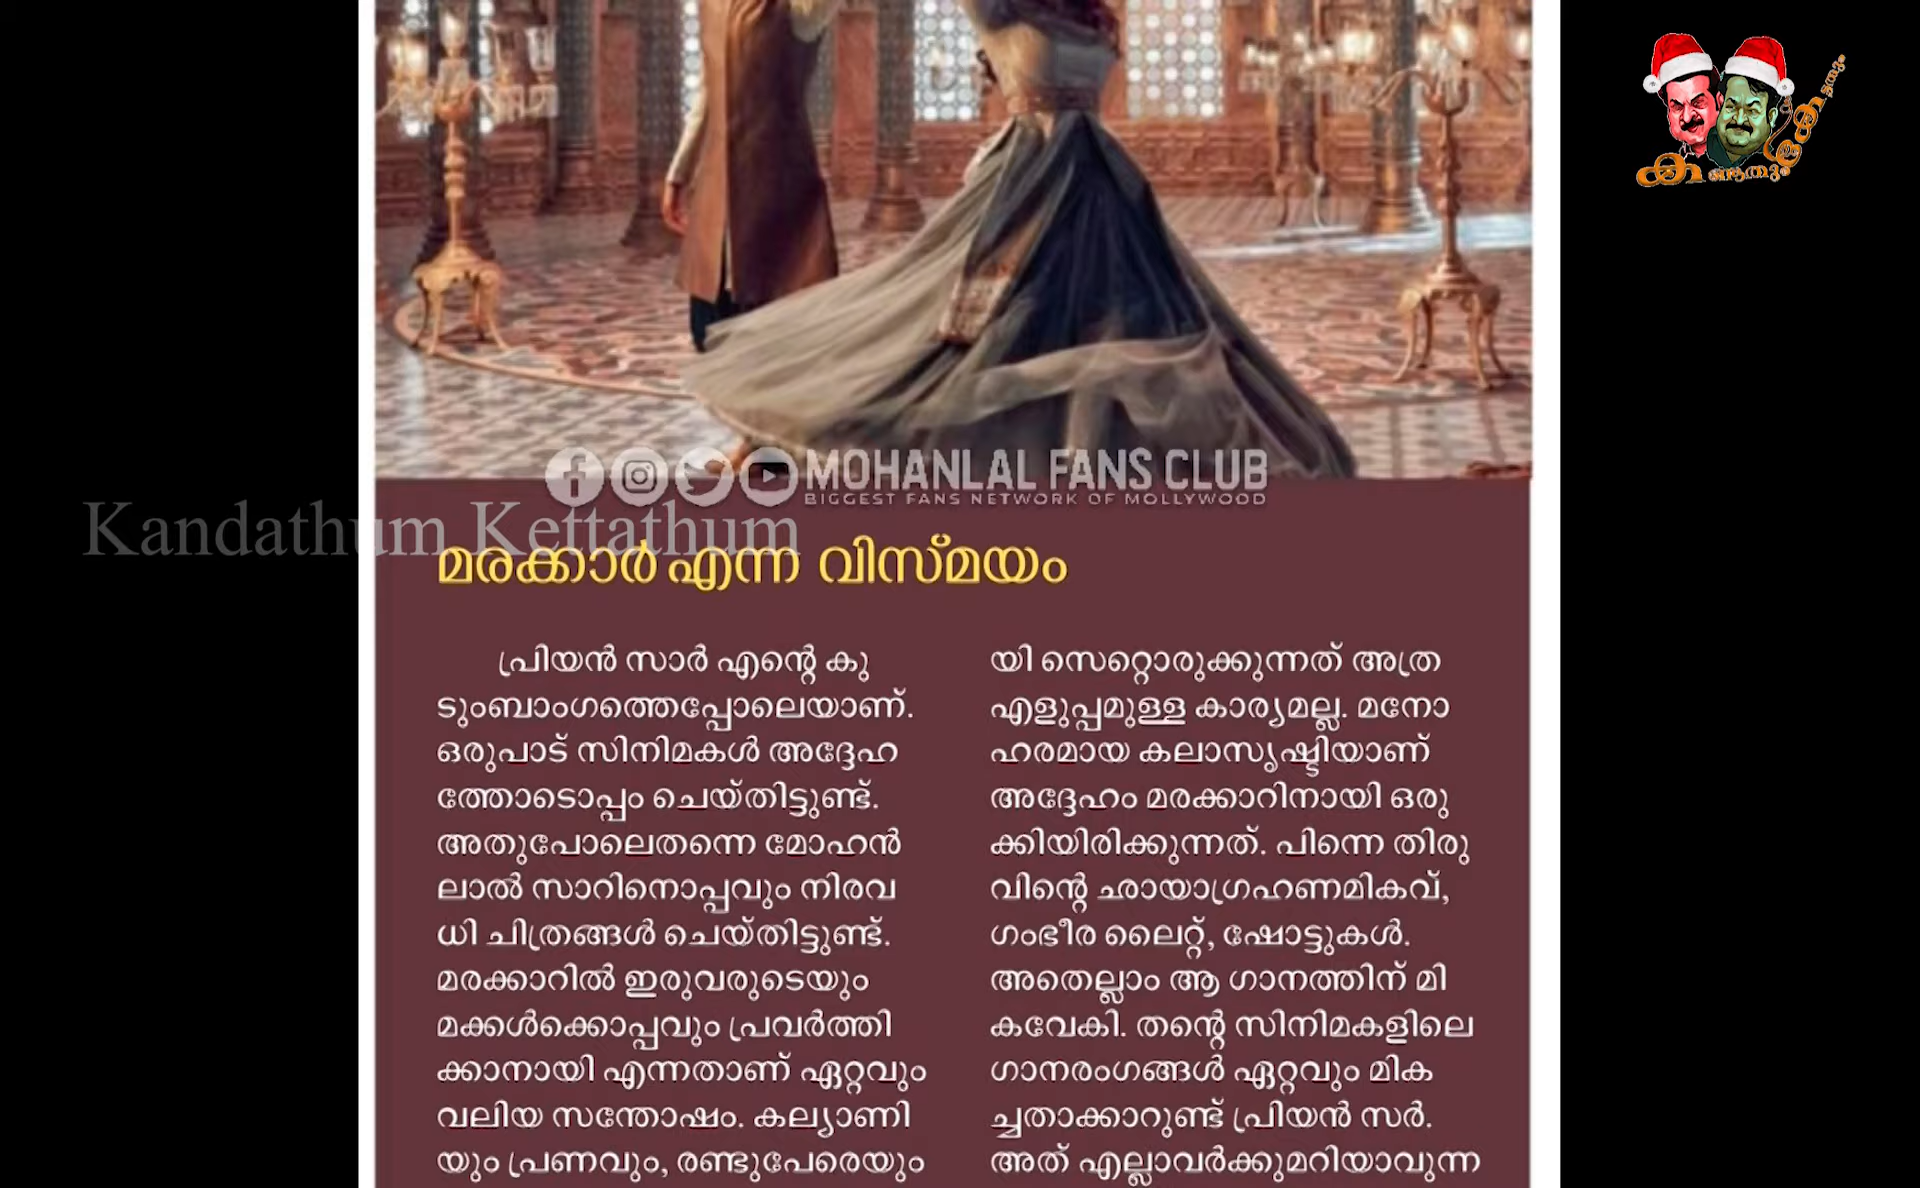 കണ്ടതും
MOHANLAL FANS CLUB
BIGGEST FANS NETWORK OF MOLLYWOOD
Kandathum Kettathum
മരക്കാർ എന്ന വിസ്മയം
പ്രിയൻ സാർ എന്റെ കു
ടുംബാംഗത്തെപ്പോലെയാണ്.
ഒരുപാട് സിനിമകൾ അദ്ദേഹ
ത്തോടൊപ്പം ചെയ്തിട്ടുണ്ട്.
അതുപോലെതന്നെ മോഹൻ
ലാൽ സാറിനൊപ്പവും നിരവ
ധി ചിത്രങ്ങൾ ചെയ്തിട്ടുണ്ട്.
മരക്കാറിൽ ഇരുവരുടെയും
മക്കൾക്കൊപ്പവും പ്രവർത്തി
ക്കാനായി എന്നതാണ് ഏറ്റവും
വലിയ സന്തോഷം. കല്യാണി
യും പ്രണവും, രണ്ടുപേരെയും
യി സെറ്റൊരുക്കുന്നത് അത്ര
എളുപ്പമുള്ള കാര്യമല്ല. മനോ
ഹരമായ കലാസൃഷ്ടിയാണ്
അദ്ദേഹം മരക്കാറിനായി ഒരു
ക്കിയിരിക്കുന്നത്. പിന്നെ തിരു
വിന്റെ ഛായാഗ്രഹണമികവ്,
ഗംഭീര ലൈറ്റ്, ഷോട്ടുകൾ.
അതെല്ലാം ആ ഗാനത്തിന് മി
കവേകി. തന്റെ സിനിമകളിലെ
ഗാനരംഗങ്ങൾ ഏറ്റവും മിക
ച്ചതാക്കാറുണ്ട് പ്രിയൻ സർ.
അത് എല്ലാവർക്കുമറിയാവുന്ന